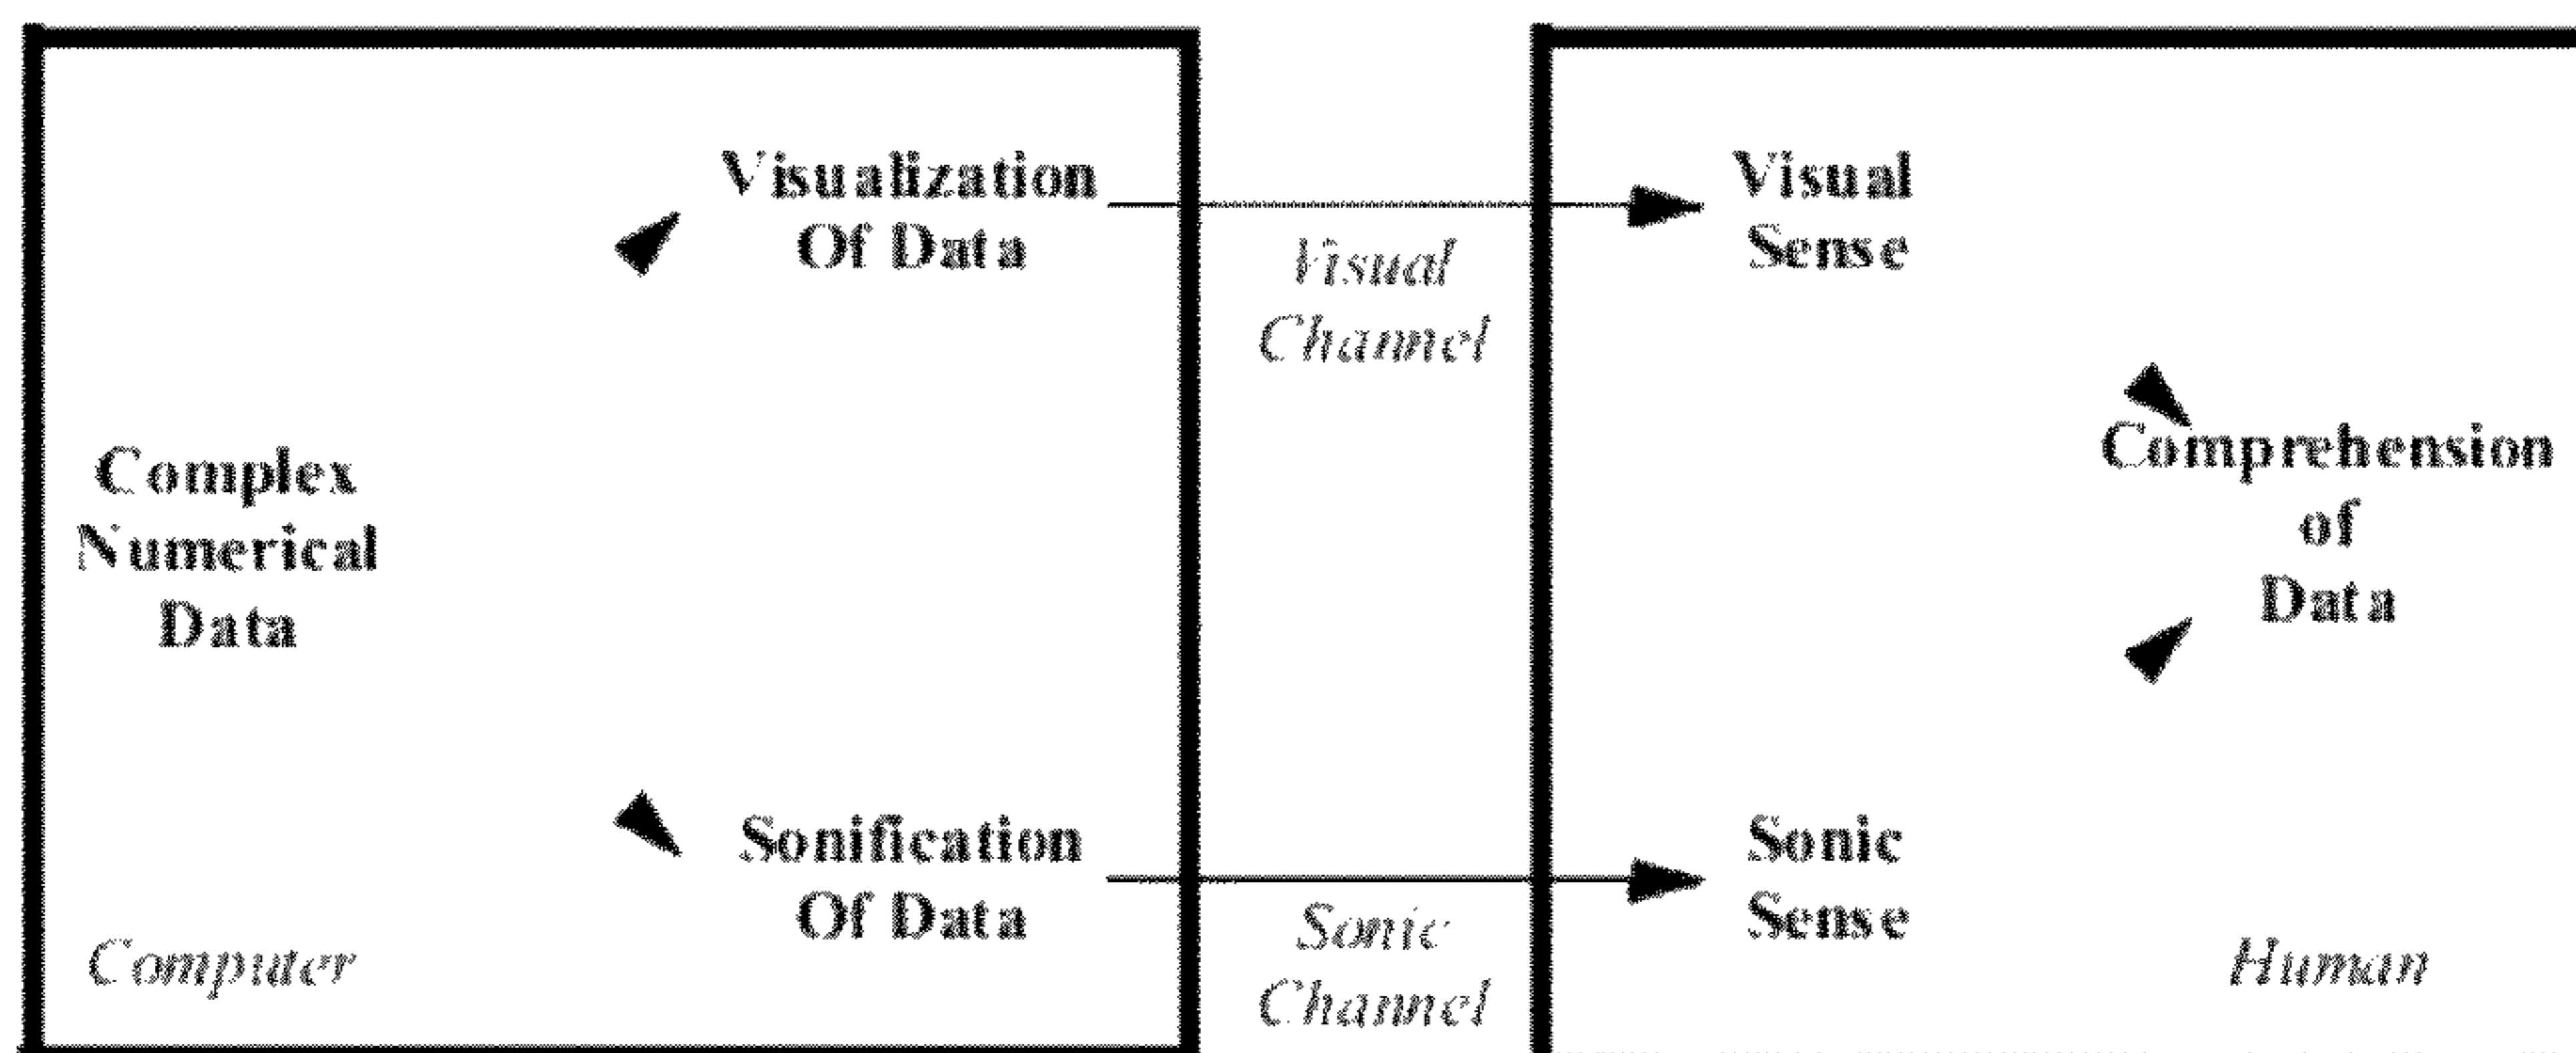 Visualization
Of Data
Visual
Channel
Visual
Sense
Complex
Numerical
Data
Comprehension
of
Data
Sonification
Of Data
Sonic
Channel
Sonic
Sense
Computer
Human